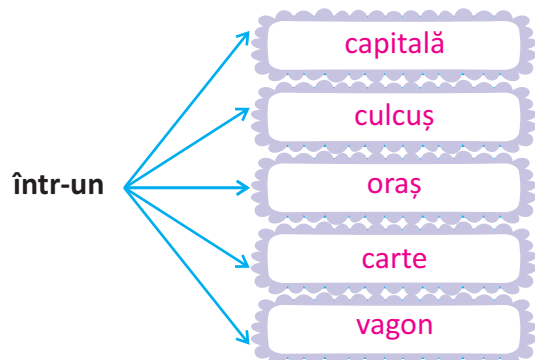 capitală
culcuș
într-un
oraș
carte
vagon